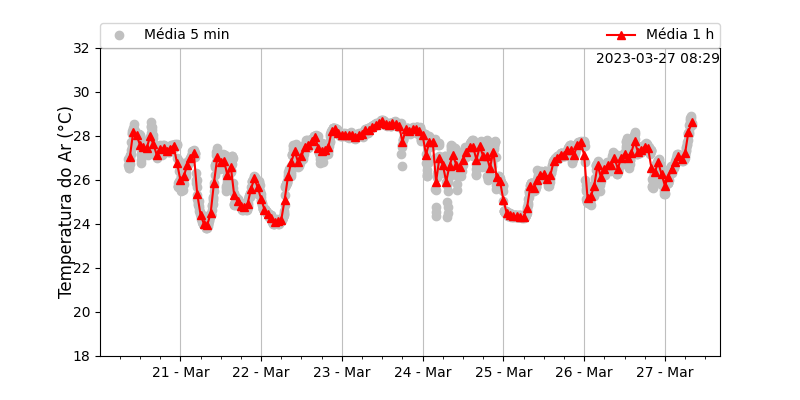 Média 5 min
Média 1 h
2023-03-27 08:29
Temperatura do Ar (°C)
32
30
28
26
24
22
20
18
21 - Mar
22 - Mar
23 - Mar
24 - Mar
25 - Mar
26 - Mar
27 - Mar